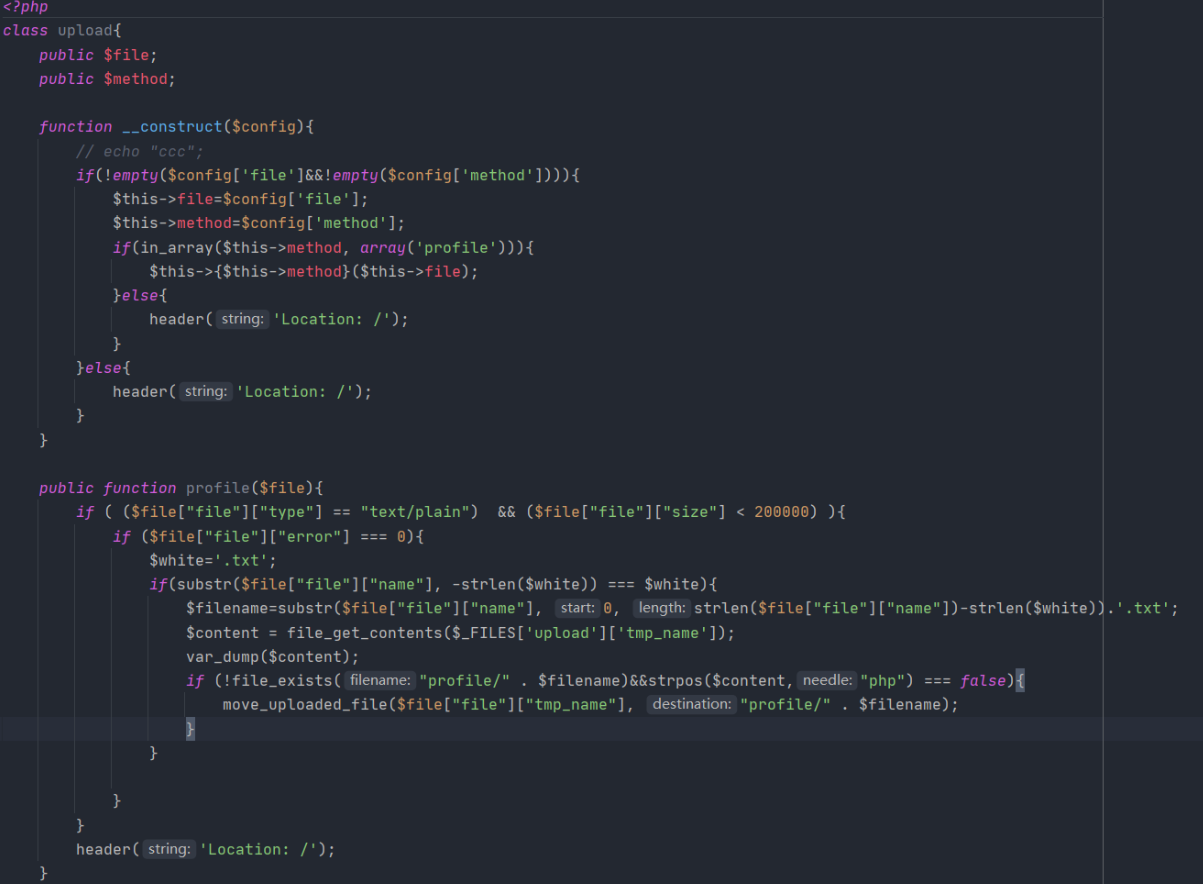 <?php
class upload{
    public $file;
    public $method;

    function __construct($config){
        // echo "ccc";
        if(!empty($config['file']&&!empty($config['method']))){
            $this->file=$config['file'];
            $this->method=$config['method'];
            if(in_array($this->method, array('profile'))){
                $this->{$this->method}($this->file);
            }else{
                header( string: 'Location: /');
            }
        }else{
            header( string: 'Location: /');
        }
    }

    public function profile($file){
        if ( ($file["file"]["type"] == "text/plain")  && ($file["file"]["size"] < 200000) ){
            if ($file["file"]["error"] === 0){
                $white='.txt';
                if(substr($file["file"]["name"], -strlen($white)) === $white){
                    $filename=substr($file["file"]["name"], start: 0, length: strlen($file["file"]["name"])-strlen($white)).'.txt';
                    $content = file_get_contents($_FILES['upload']['tmp_name']);
                    var_dump($content);
                    if (!file_exists( filename: "profile/" . $filename)&&strpos($content, needle: "php") === false){
                        move_uploaded_file($file["file"]["tmp_name"], destination: "profile/" . $filename);
                    }
                }

            }
        }
        header( string: 'Location: /');
    }